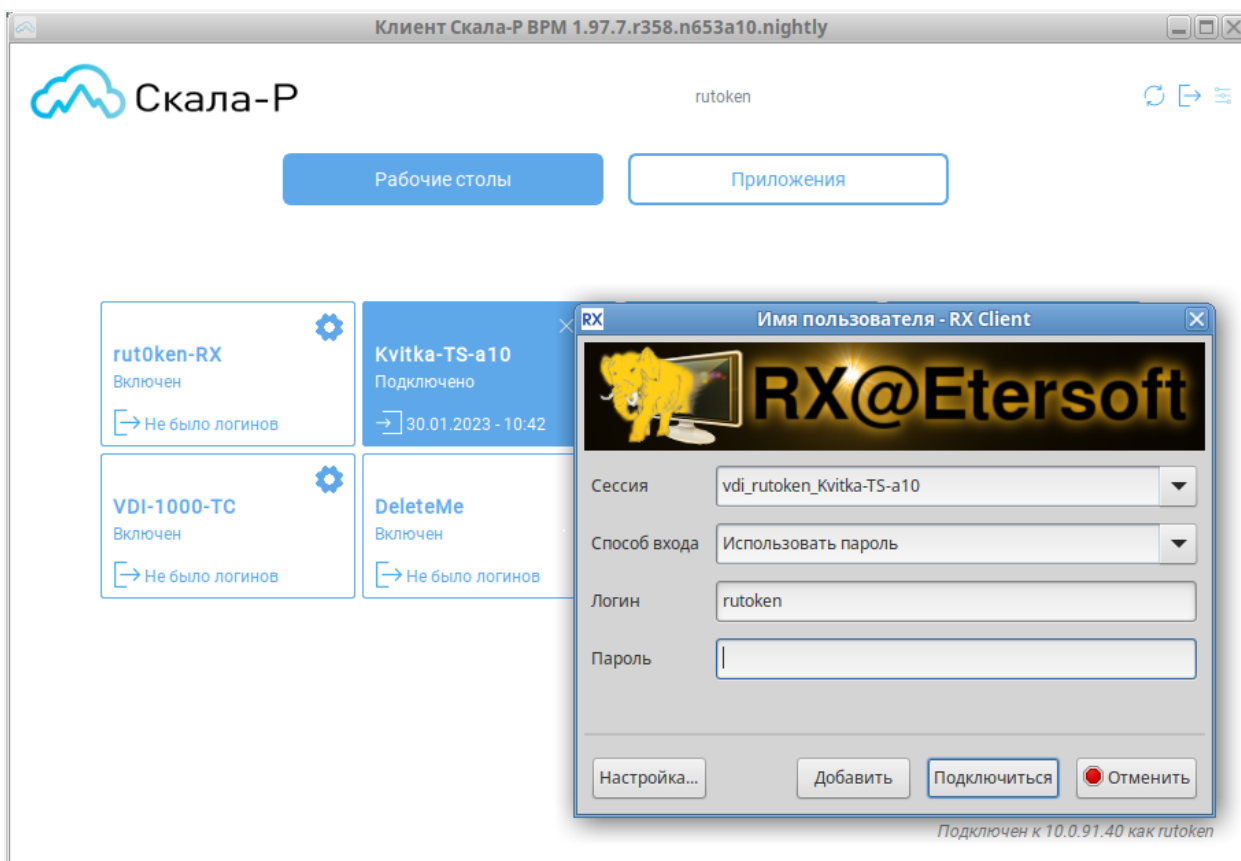 Клиент Скала-Р ВРМ 1.97.7.r358.n653a10.nightly
Скала-Р
rutoken
Рабочие столы
Приложения
rut0ken-RX
Включен
Не было логинов
Kvitka-TS-a10
Подключено
30.01.2023 - 10:42
VDI-1000-TC
Включен
Не было логинов
DeleteMe
Включен
Не было логинов
RX
Имя пользователя - RX Client
RX@Etersoft
Сессия
vdi_rutoken_Kvitka-TS-a10
Способ входа
Использовать пароль
Логин
rutoken
Пароль
Настройка...
Добавить
Подключиться
Отменить
Подключен к 10.0.91.40 как rutoken